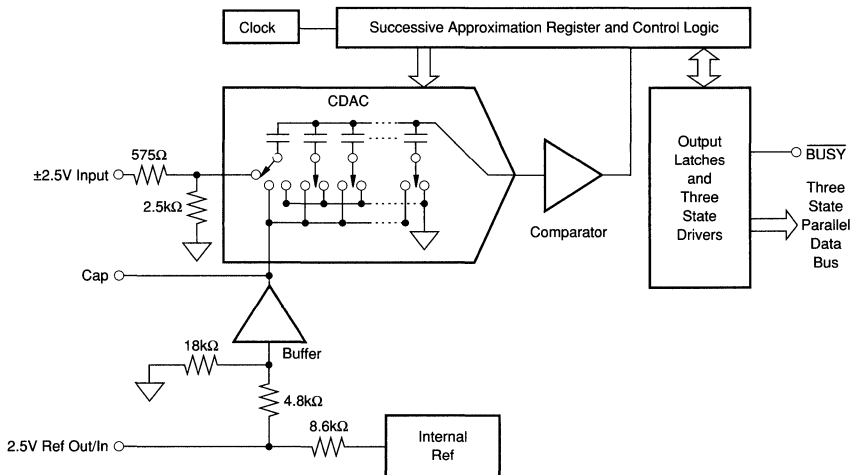 Clock
Successive Approximation Register and Control Logic
CDAC
575Ω
±2.5V Input
2.5kΩ
Comparator
Output
Latches
and
Three
State
Drivers
BUSY
Three
State
Parallel
Data
Bus
Cap
Buffer
18kΩ
4.8kΩ
8.6kΩ
2.5V Ref Out/In
Internal
Ref